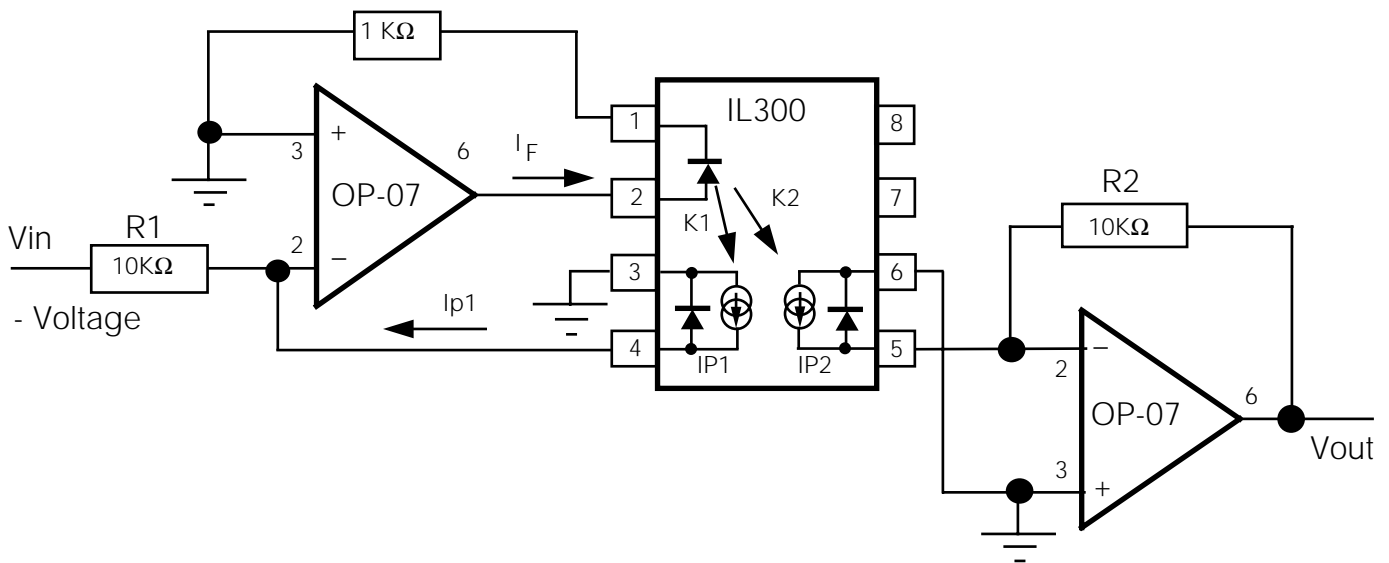 1 KΩ
IL300
+
3
OP-07
6
I_F
2
−
Vin
R1
10KΩ
- Voltage
Ip1
1
2
3
4
K1
K2
IP1
IP2
8
7
6
5
R2
10KΩ
−
2
OP-07
6
3
+
Vout